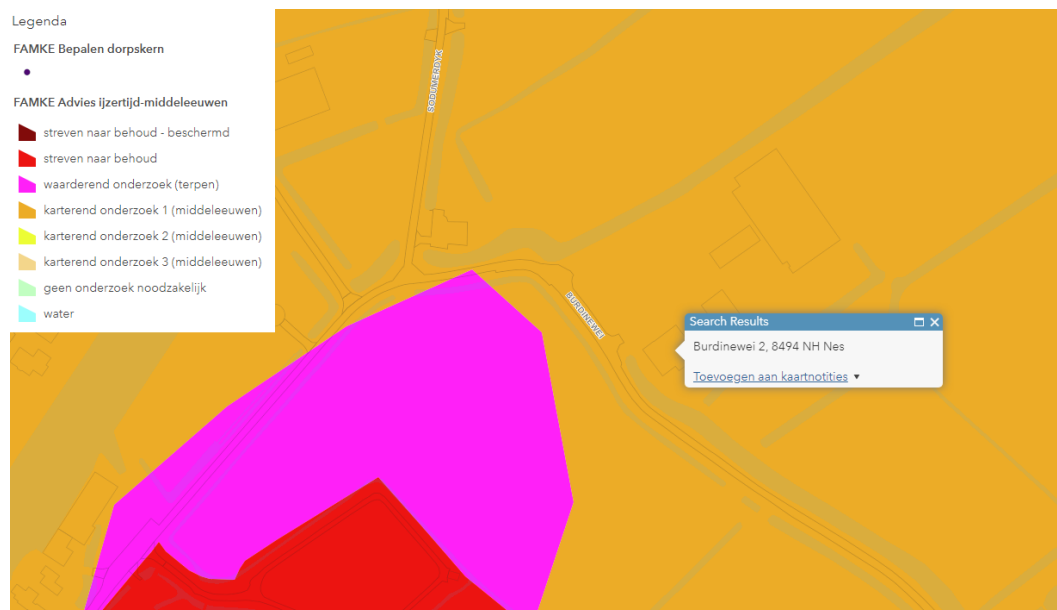 Legenda
FAMKE Bepalen dorpskern
FAMKE Advies ijzertijd-middeleeuwen
streven naar behoud - beschermd
streven naar behoud
waarderend onderzoek (terpen)
karterend onderzoek 1 (middeleeuwen)
karterend onderzoek 2 (middeleeuwen)
karterend onderzoek 3 (middeleeuwen)
geen onderzoek noodzakelijk
water
SODUMERDYK
BURDINEWEI
Search Results
Burdinewei 2, 8494 NH Nes
Toevoegen aan kaartnotities